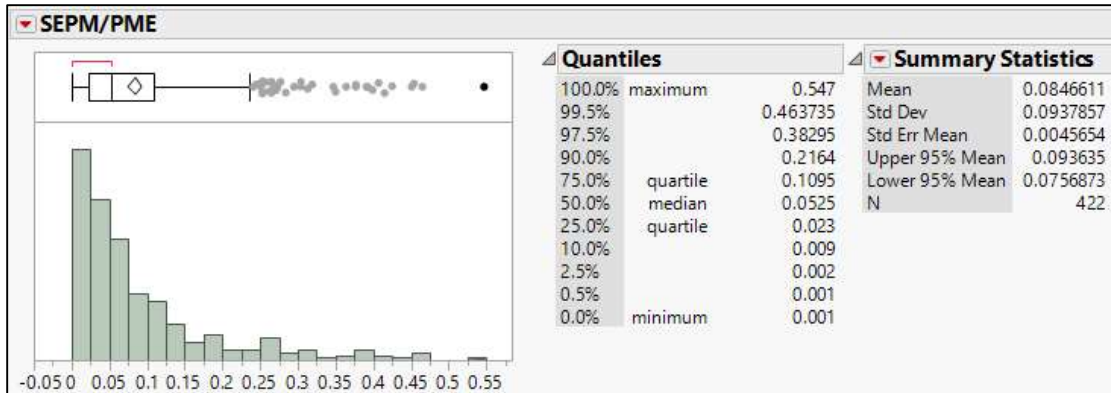 SEPM/PME
Quantiles
100.0% maximum 0.547
99.5% 0.463735
97.5% 0.38295
90.0% 0.2164
75.0% quartile 0.1095
50.0% median 0.0525
25.0% quartile 0.023
10.0% 0.009
2.5% 0.002
0.5% 0.001
0.0% minimum 0.001
Summary Statistics
Mean 0.0846611
Std Dev 0.0937857
Std Err Mean 0.0045654
Upper 95% Mean 0.093635
Lower 95% Mean 0.0756873
N 422
-0.05 0 0.05 0.1 0.15 0.2 0.25 0.3 0.35 0.4 0.45 0.5 0.55